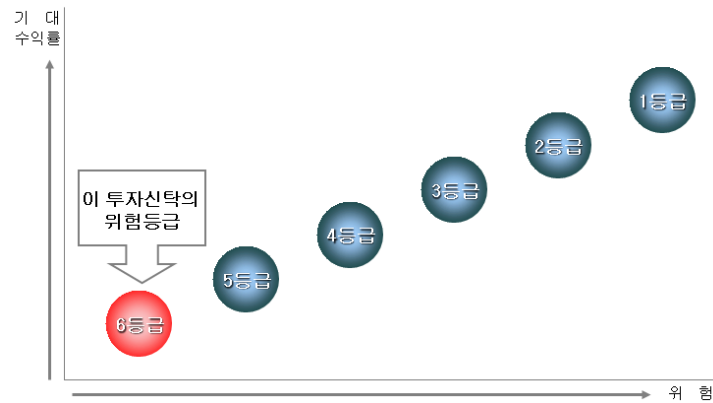 기 대
수익률
1등급
2등급
3등급
이 투자신탁의
위험등급
4등급
5등급
6등급
위 험